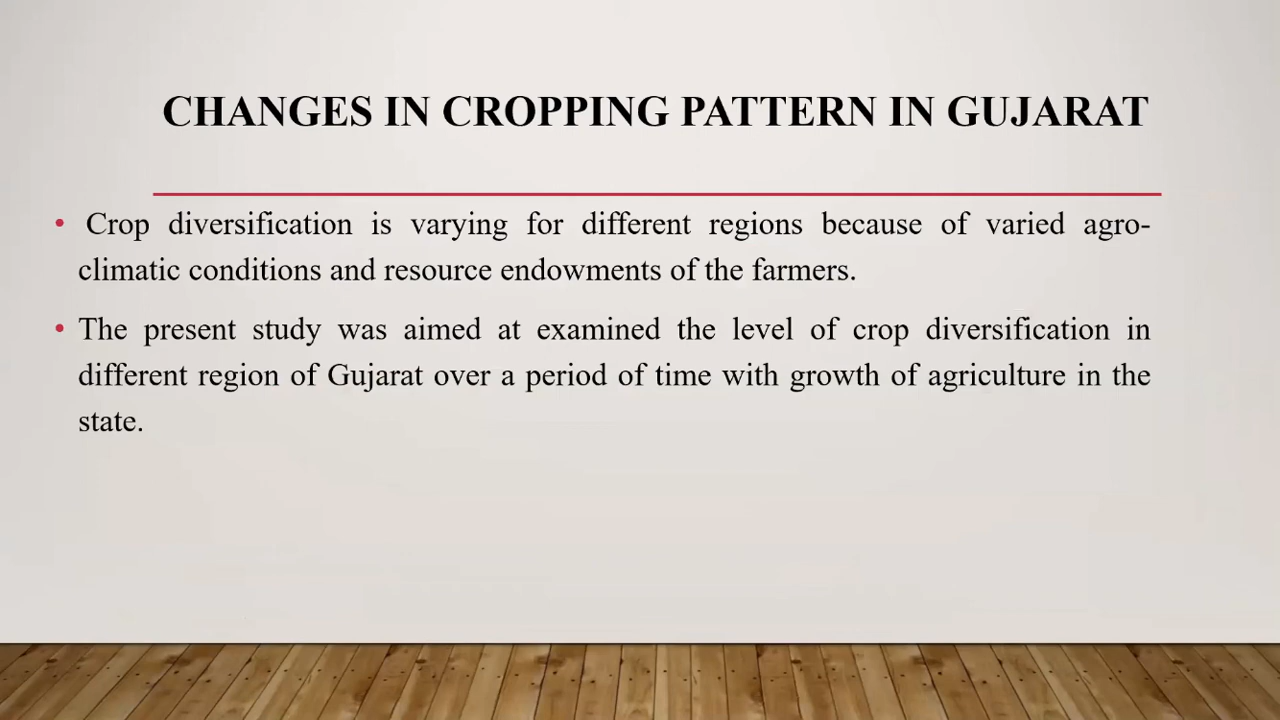 CHANGES IN CROPPING PATTERN IN GUJARAT
• Crop diversification is varying for different regions because of varied agro-
climatic conditions and resource endowments of the farmers.
• The present study was aimed at examined the level of crop diversification in
different region of Gujarat over a period of time with growth of agriculture in the
state.